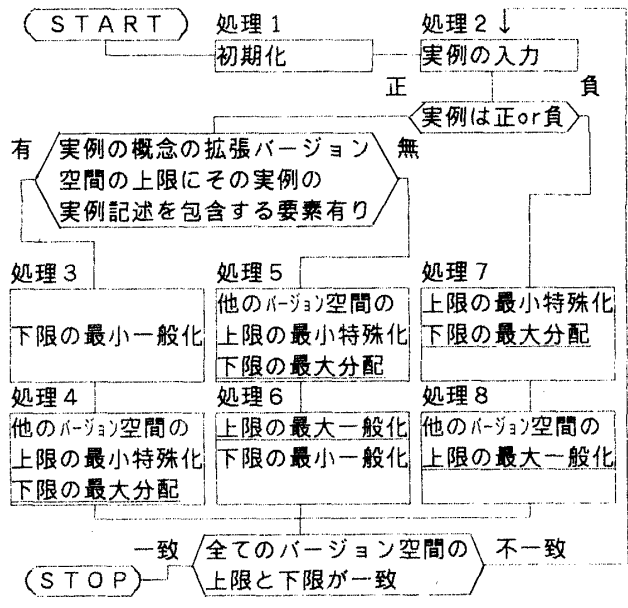 START
処理1
初期化
処理2
実例の入力
正
負
実例は正or負
有
実例の概念の拡張バージョン
空間の上限にその実例の
実例記述を包含する要素有り
無
処理3
下限の最小一般化
処理5
他のバージョン空間の
上限の最小特殊化
下限の最大分配
処理7
上限の最小特殊化
下限の最大分配
処理4
他のバージョン空間の
上限の最小特殊化
下限の最大分配
処理6
上限の最大一般化
下限の最小一般化
処理8
他のバージョン空間の
上限の最大一般化
一致
全てのバージョン空間の
上限と下限が一致
不一致
STOP